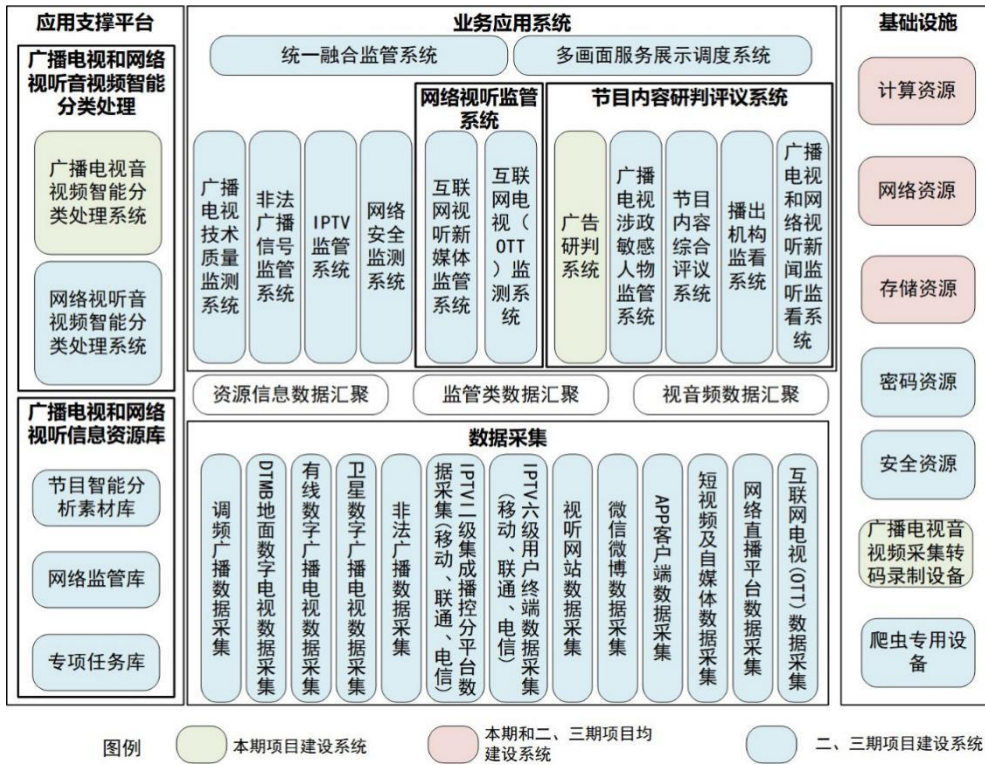 应用支撑平台
广播电视和网络
视听音视频智能
分类处理
广播电视音
视频智能分
类处理系统
网络视听音
视频智能分
类处理系统
广播电视和网络
视听信息资源库
节目智能分
析素材库
网络监管库
专项任务库
业务应用系统
统一融合监管系统
多画面服务展示调度系统
广播
电视
技术
质量
监测
系统
非法
广播
信号
监管
系统
IPTV
监管
系统
网络
安全
监测
系统
网络视听监管
系统
互联
网视
听新
媒体
监管
系统
互联
网电
视（
OTT
）监
测系
统
节目内容研判评议系统
广告
研判
系统
广播
电视
涉政
敏感
人物
监管
系统
节目
内容
综合
评议
系统
播出
机构
监看
系统
广播
电视
和网
络视
听新
闻监
听监
看系
统
资源信息数据汇聚
监管类数据汇聚
视音频数据汇聚
数据采集
调频广播数据采集
DTMB地面数字电视数据采集
有线数字广播电视数据采集
卫星数字广播电视数据采集
非法广播数据采集
IPTV二级集成播控分平台数
据采集(移动、联通、电信)
IPTV六级用户终端数据采集
(移动、联通、电信)
视听网站数据采集
微信微博数据采集
APP客户端数据采集
短视频及自媒体数据采集
网络直播平台数据采集
互联网电视(OTT)数据采集
基础设施
计算资源
网络资源
存储资源
密码资源
安全资源
广播电视音
视频采集转
码录制设备
爬虫专用设
备
图例
本期项目建设系统
本期和二、三期项目均
建设系统
二、三期项目建设系统